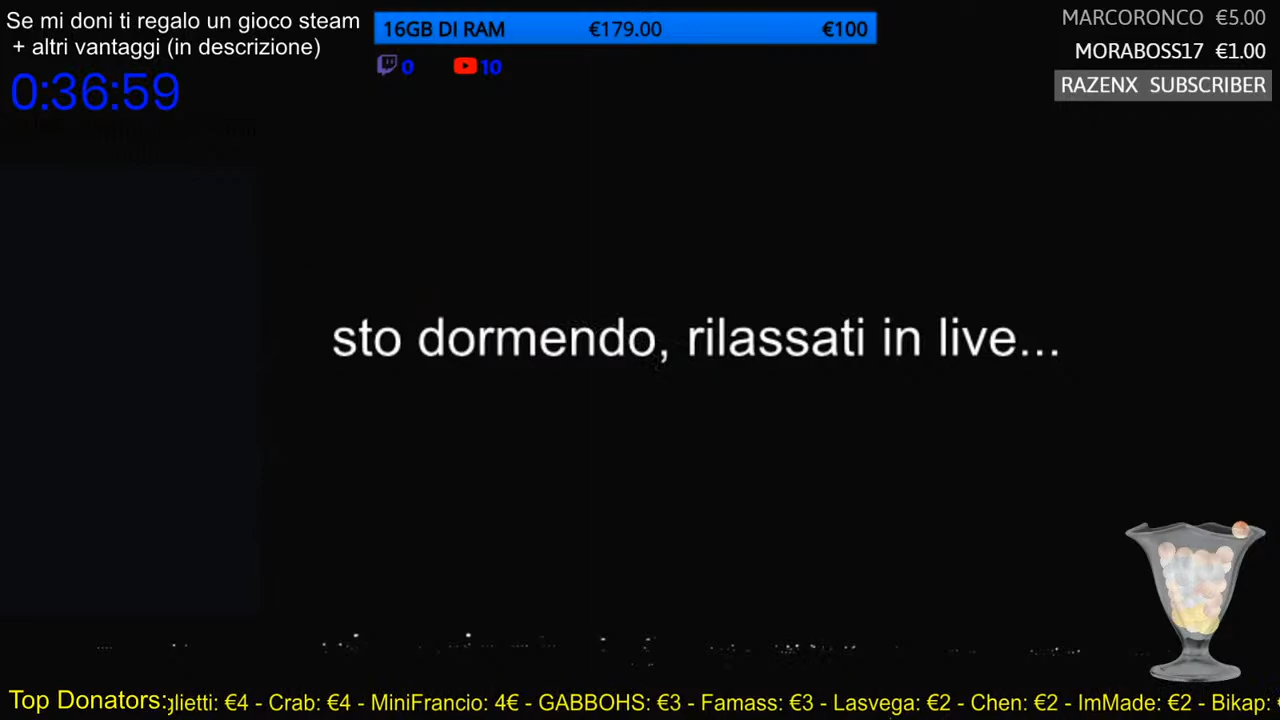 Se mi doni ti regalo un gioco steam
+ altri vantaggi (in descrizione)
0:36:59
16GB DI RAM €179.00 €100
0 10
MARCORONCO €5.00
MORABOSS17 €1.00
RAZENX SUBSCRIBER
sto dormendo, rilassati in live...
Top Donators: glietti: €4 - Crab: €4 - MiniFrancio: 4€ - GABBOHS: €3 - Famass: €3 - Lasvega: €2 - Chen: €2 - ImMade: €2 - Bikap: